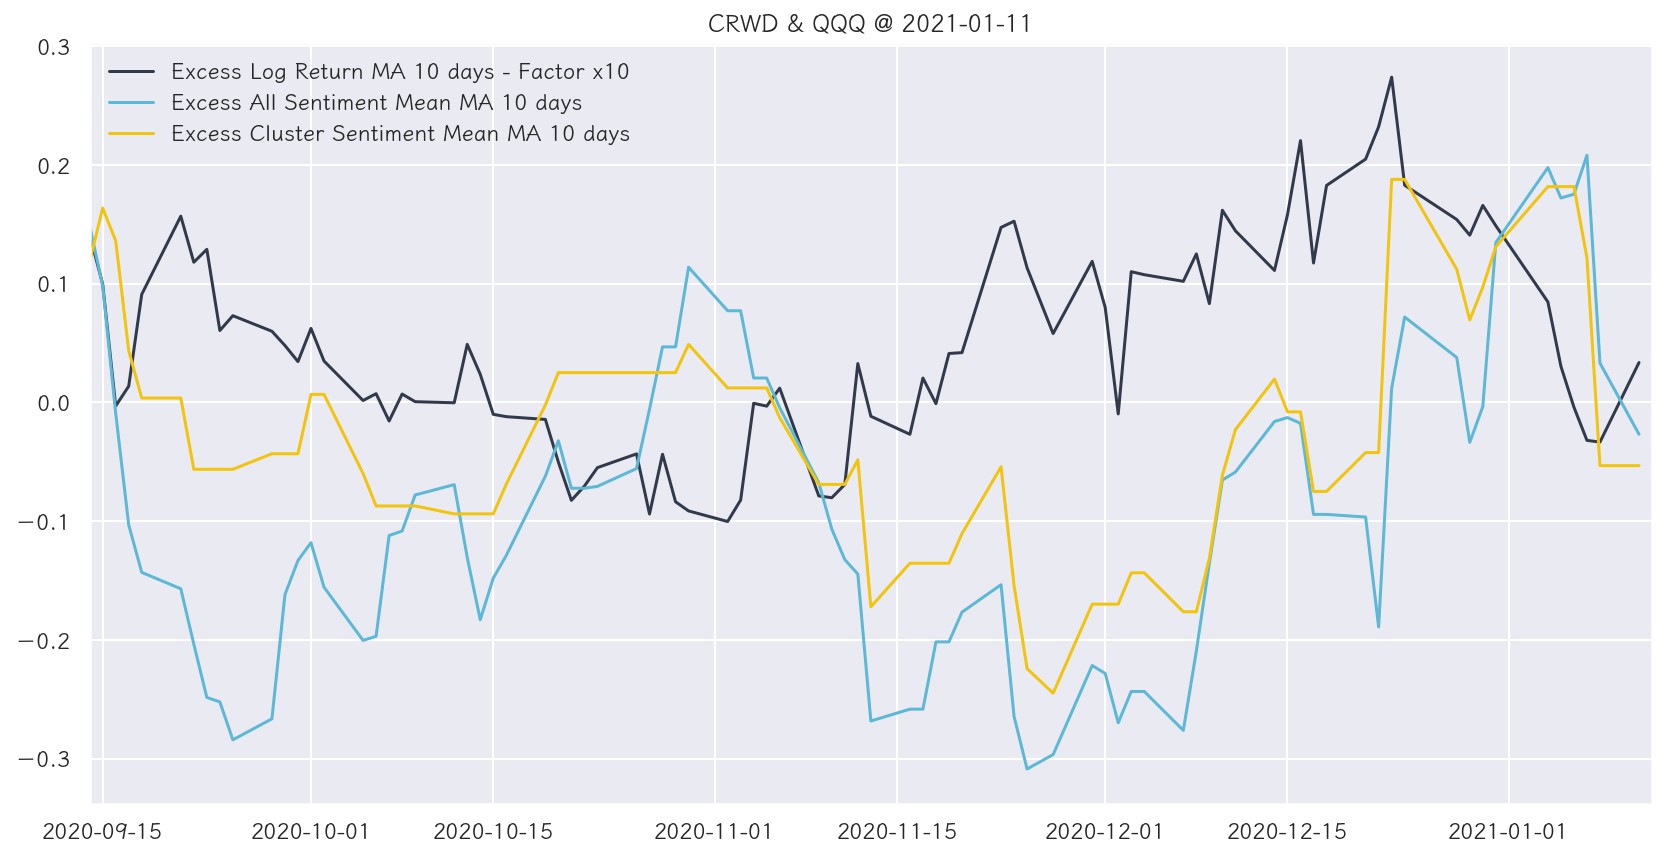 CRWD & QQQ @ 2021-01-11
Excess Log Return MA 10 days - Factor x10
Excess All Sentiment Mean MA 10 days
Excess Cluster Sentiment Mean MA 10 days
0.3
0.2
0.1
0.0
−0.1
−0.2
−0.3
2020-09-15 2020-10-01 2020-10-15 2020-11-01 2020-11-15 2020-12-01 2020-12-15 2021-01-01